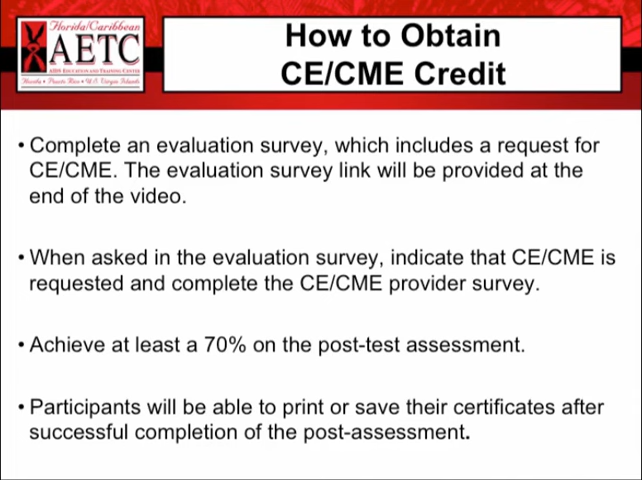 Florida/Caribbean
AETC
AIDS EDUCATION AND TRAINING CENTER
Florida • Puerto Rico • U.S. Virgin Islands
How to Obtain
CE/CME Credit
• Complete an evaluation survey, which includes a request for
CE/CME. The evaluation survey link will be provided at the
end of the video.
• When asked in the evaluation survey, indicate that CE/CME is
requested and complete the CE/CME provider survey.
• Achieve at least a 70% on the post-test assessment.
• Participants will be able to print or save their certificates after
successful completion of the post-assessment.